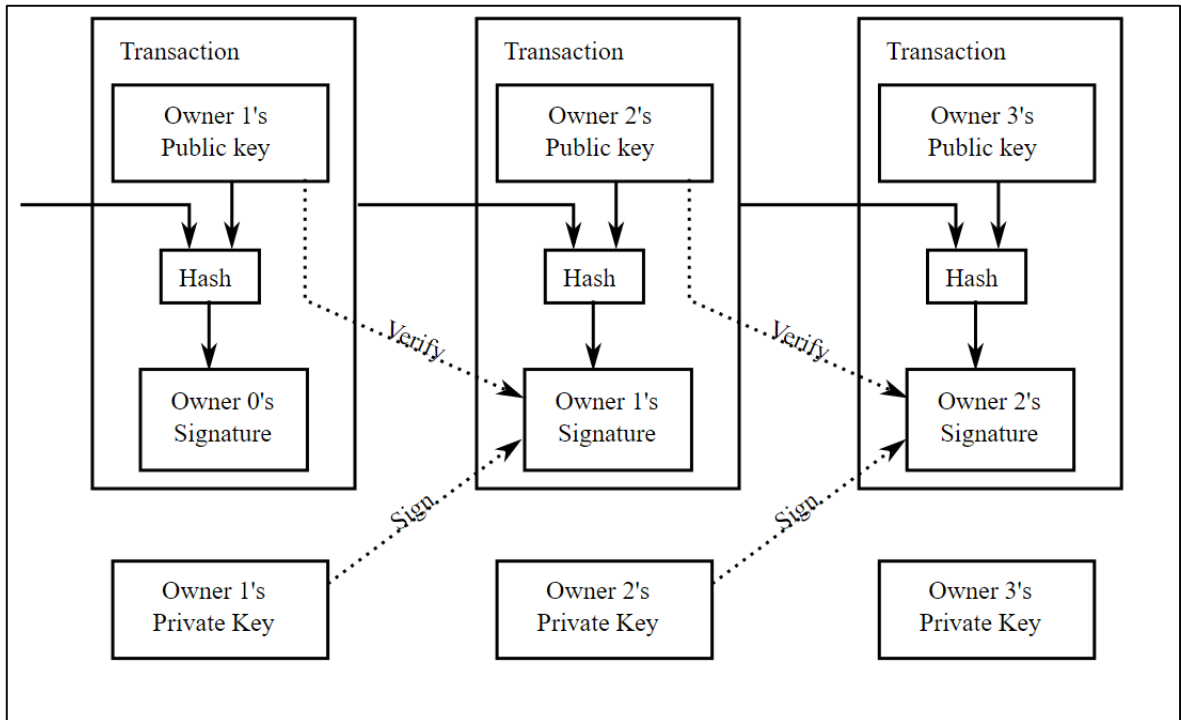 Transaction
Owner 1's
Public key
Hash
Owner 0's
Signature
Transaction
Owner 2's
Public key
Hash
Verify
Owner 1's
Signature
Sign
Transaction
Owner 3's
Public key
Hash
Verify
Owner 2's
Signature
Sign
Owner 1's
Private Key
Owner 2's
Private Key
Owner 3's
Private Key